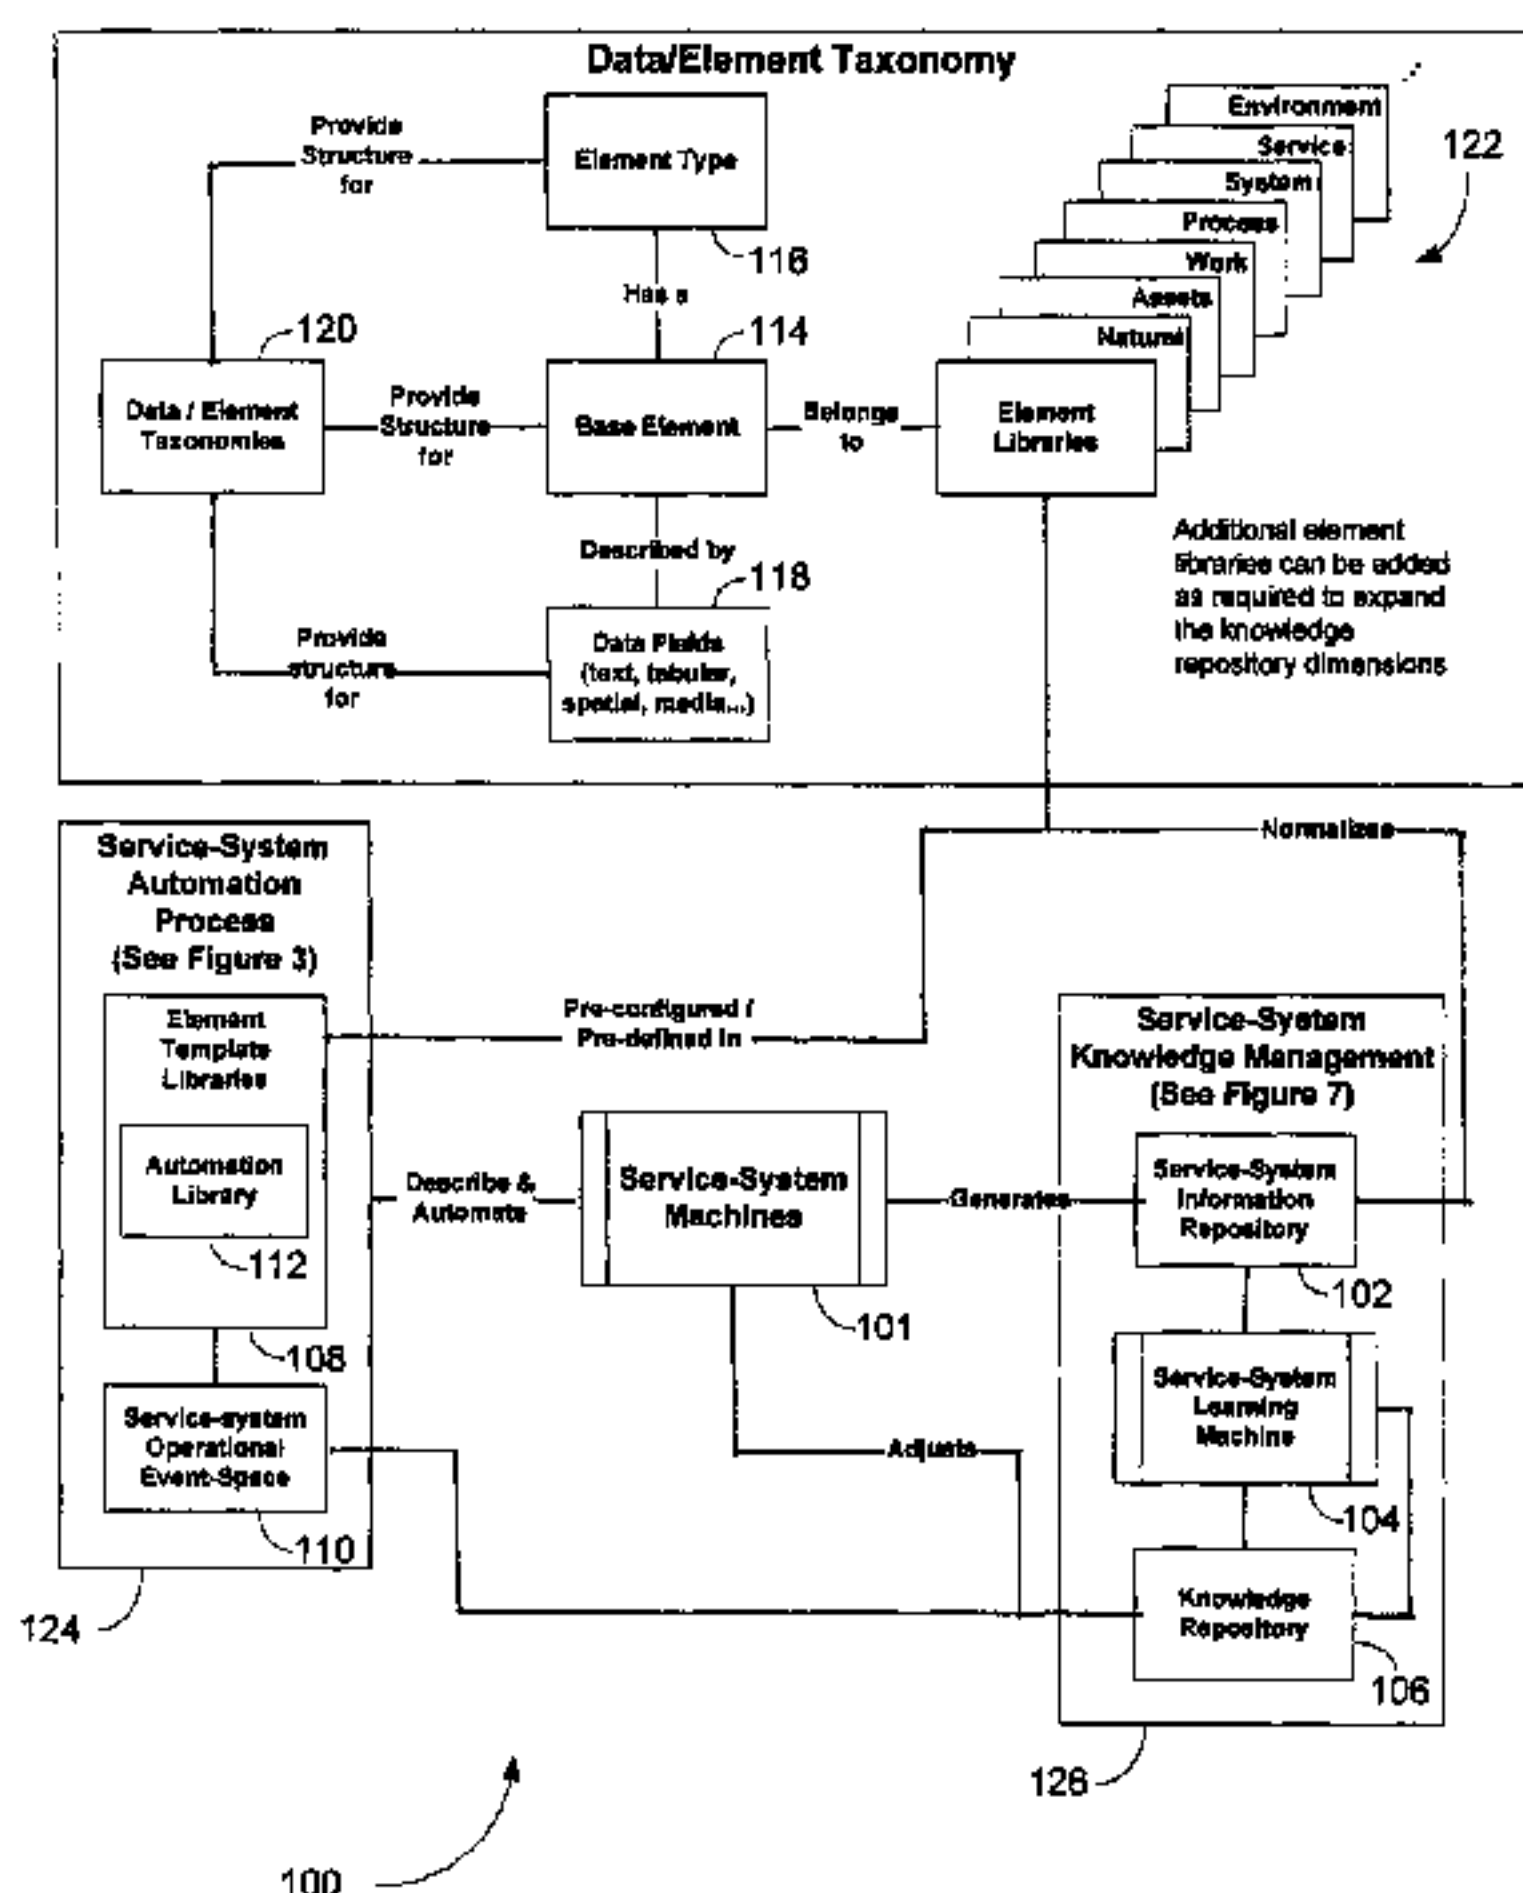 Data/Element Taxonomy
Environment
Service
System
Process
Work
Assets
Natural
122
Provide
Structure
for
Element Type
116
Has a
120
114
Data / Element
Taxonomies
Provide
Structure
for
Base Element
Belongs
to
Element
Libraries
Described by
118
Provide
structure
for
Data Fields
(text, tabular,
spatial, media...)
Additional element
libraries can be added
as required to expand
the knowledge
repository dimensions
Normalizes
Service-System
Automation
Process
(See Figure 3)
Element
Template
Libraries
Automation
Library
112
108
Service-system
Operational
Event-Space
110
124
Pre-configured /
Pre-defined in
Describe &
Automate
Service-System
Machines
101
Generates
Adjusts
Service-System
Knowledge Management
(See Figure 7)
Service-System
Information
Repository
102
Service-System
Learning
Machine
104
Knowledge
Repository
106
126
100